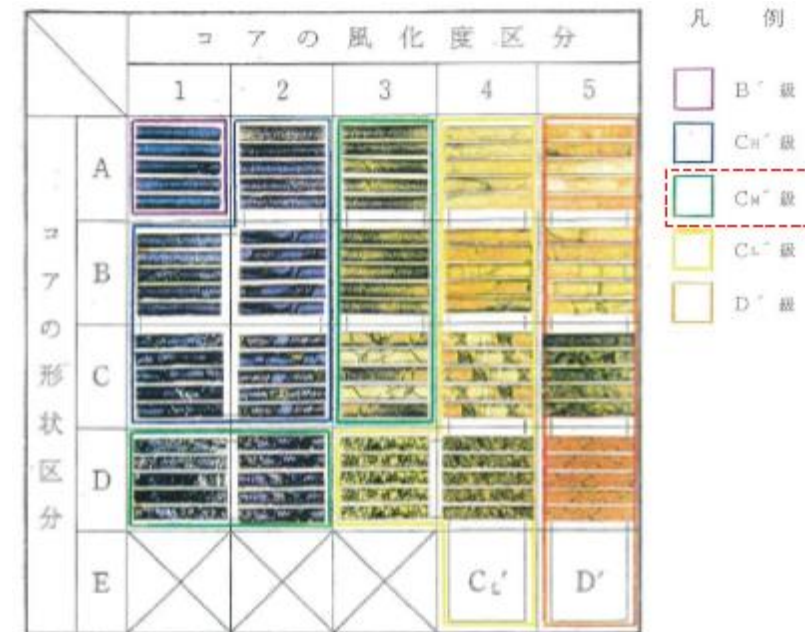 コアの風化度区分
1 2 3 4 5
コアの形状区分
A
B
C
D
E CL′ D′
凡例
B′級
CH′級
CM′級
CL′級
D′級